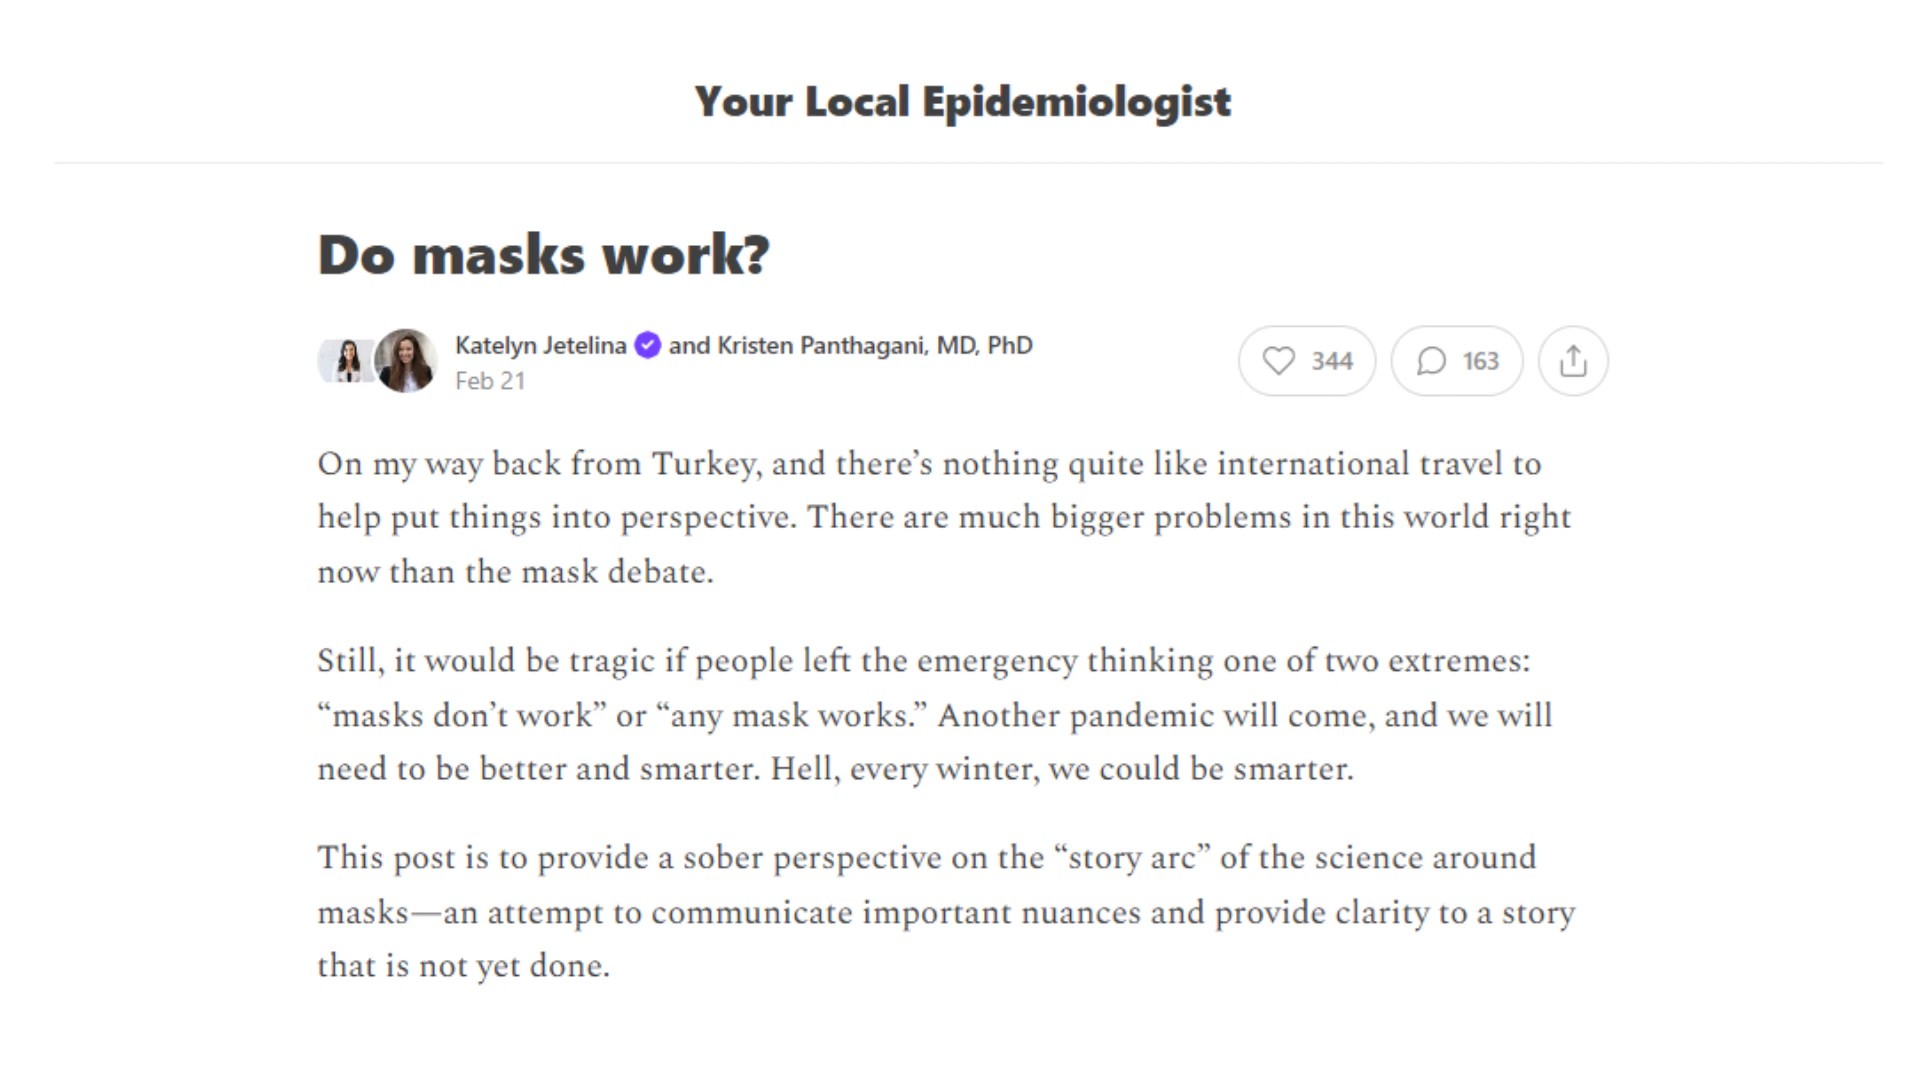 Your Local Epidemiologist
Do masks work?
Katelyn Jetelina and Kristen Panthagani, MD, PhD
Feb 21
344
163
On my way back from Turkey, and there’s nothing quite like international travel to
help put things into perspective. There are much bigger problems in this world right
now than the mask debate.
Still, it would be tragic if people left the emergency thinking one of two extremes:
“masks don’t work” or “any mask works.” Another pandemic will come, and we will
need to be better and smarter. Hell, every winter, we could be smarter.
This post is to provide a sober perspective on the “story arc” of the science around
masks—an attempt to communicate important nuances and provide clarity to a story
that is not yet done.